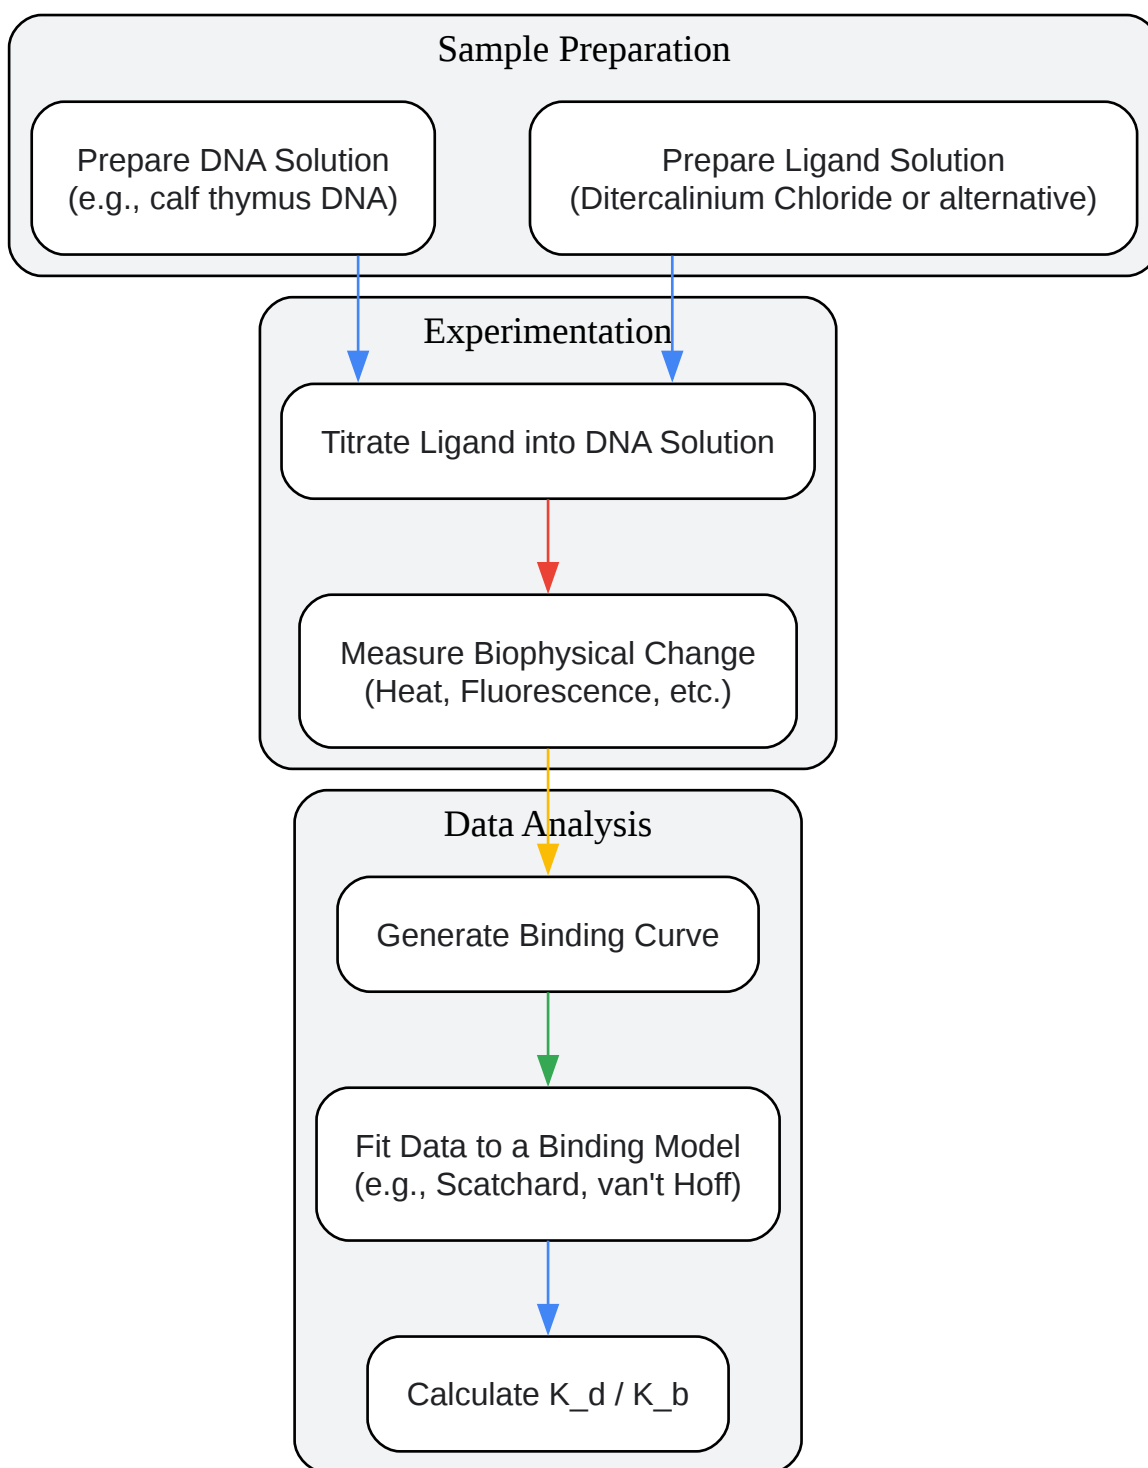 Sample Preparation
Prepare DNA Solution
(e.g., calf thymus DNA)
Prepare Ligand Solution
(Ditercalinium Chloride or alternative)
Experimentation
Titrate Ligand into DNA Solution
Measure Biophysical Change
(Heat, Fluorescence, etc.)
Data Analysis
Generate Binding Curve
Fit Data to a Binding Model
(e.g., Scatchard, van't Hoff)
Calculate K_d / K_b